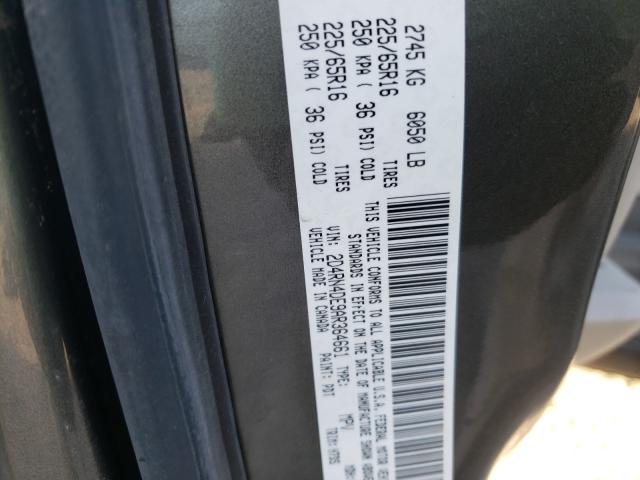 2745 KG 6050 LB
225/65R16 TIRES
250 KPA ( 36 PSI) COLD
225/65R16 TIRES
250 KPA ( 36 PSI) COLD
THIS VEHICLE CONFORMS TO ALL APPLICABLE U.S.A. FEDERAL MOTOR
STANDARDS IN EFFECT ON THE DATE OF MANUFACTURE SHOWN
VIN: 2D4RN4DE9AR364661 TYPE: MPV
VEHICLE MADE IN CANADA PAINT: PDT TRIM: